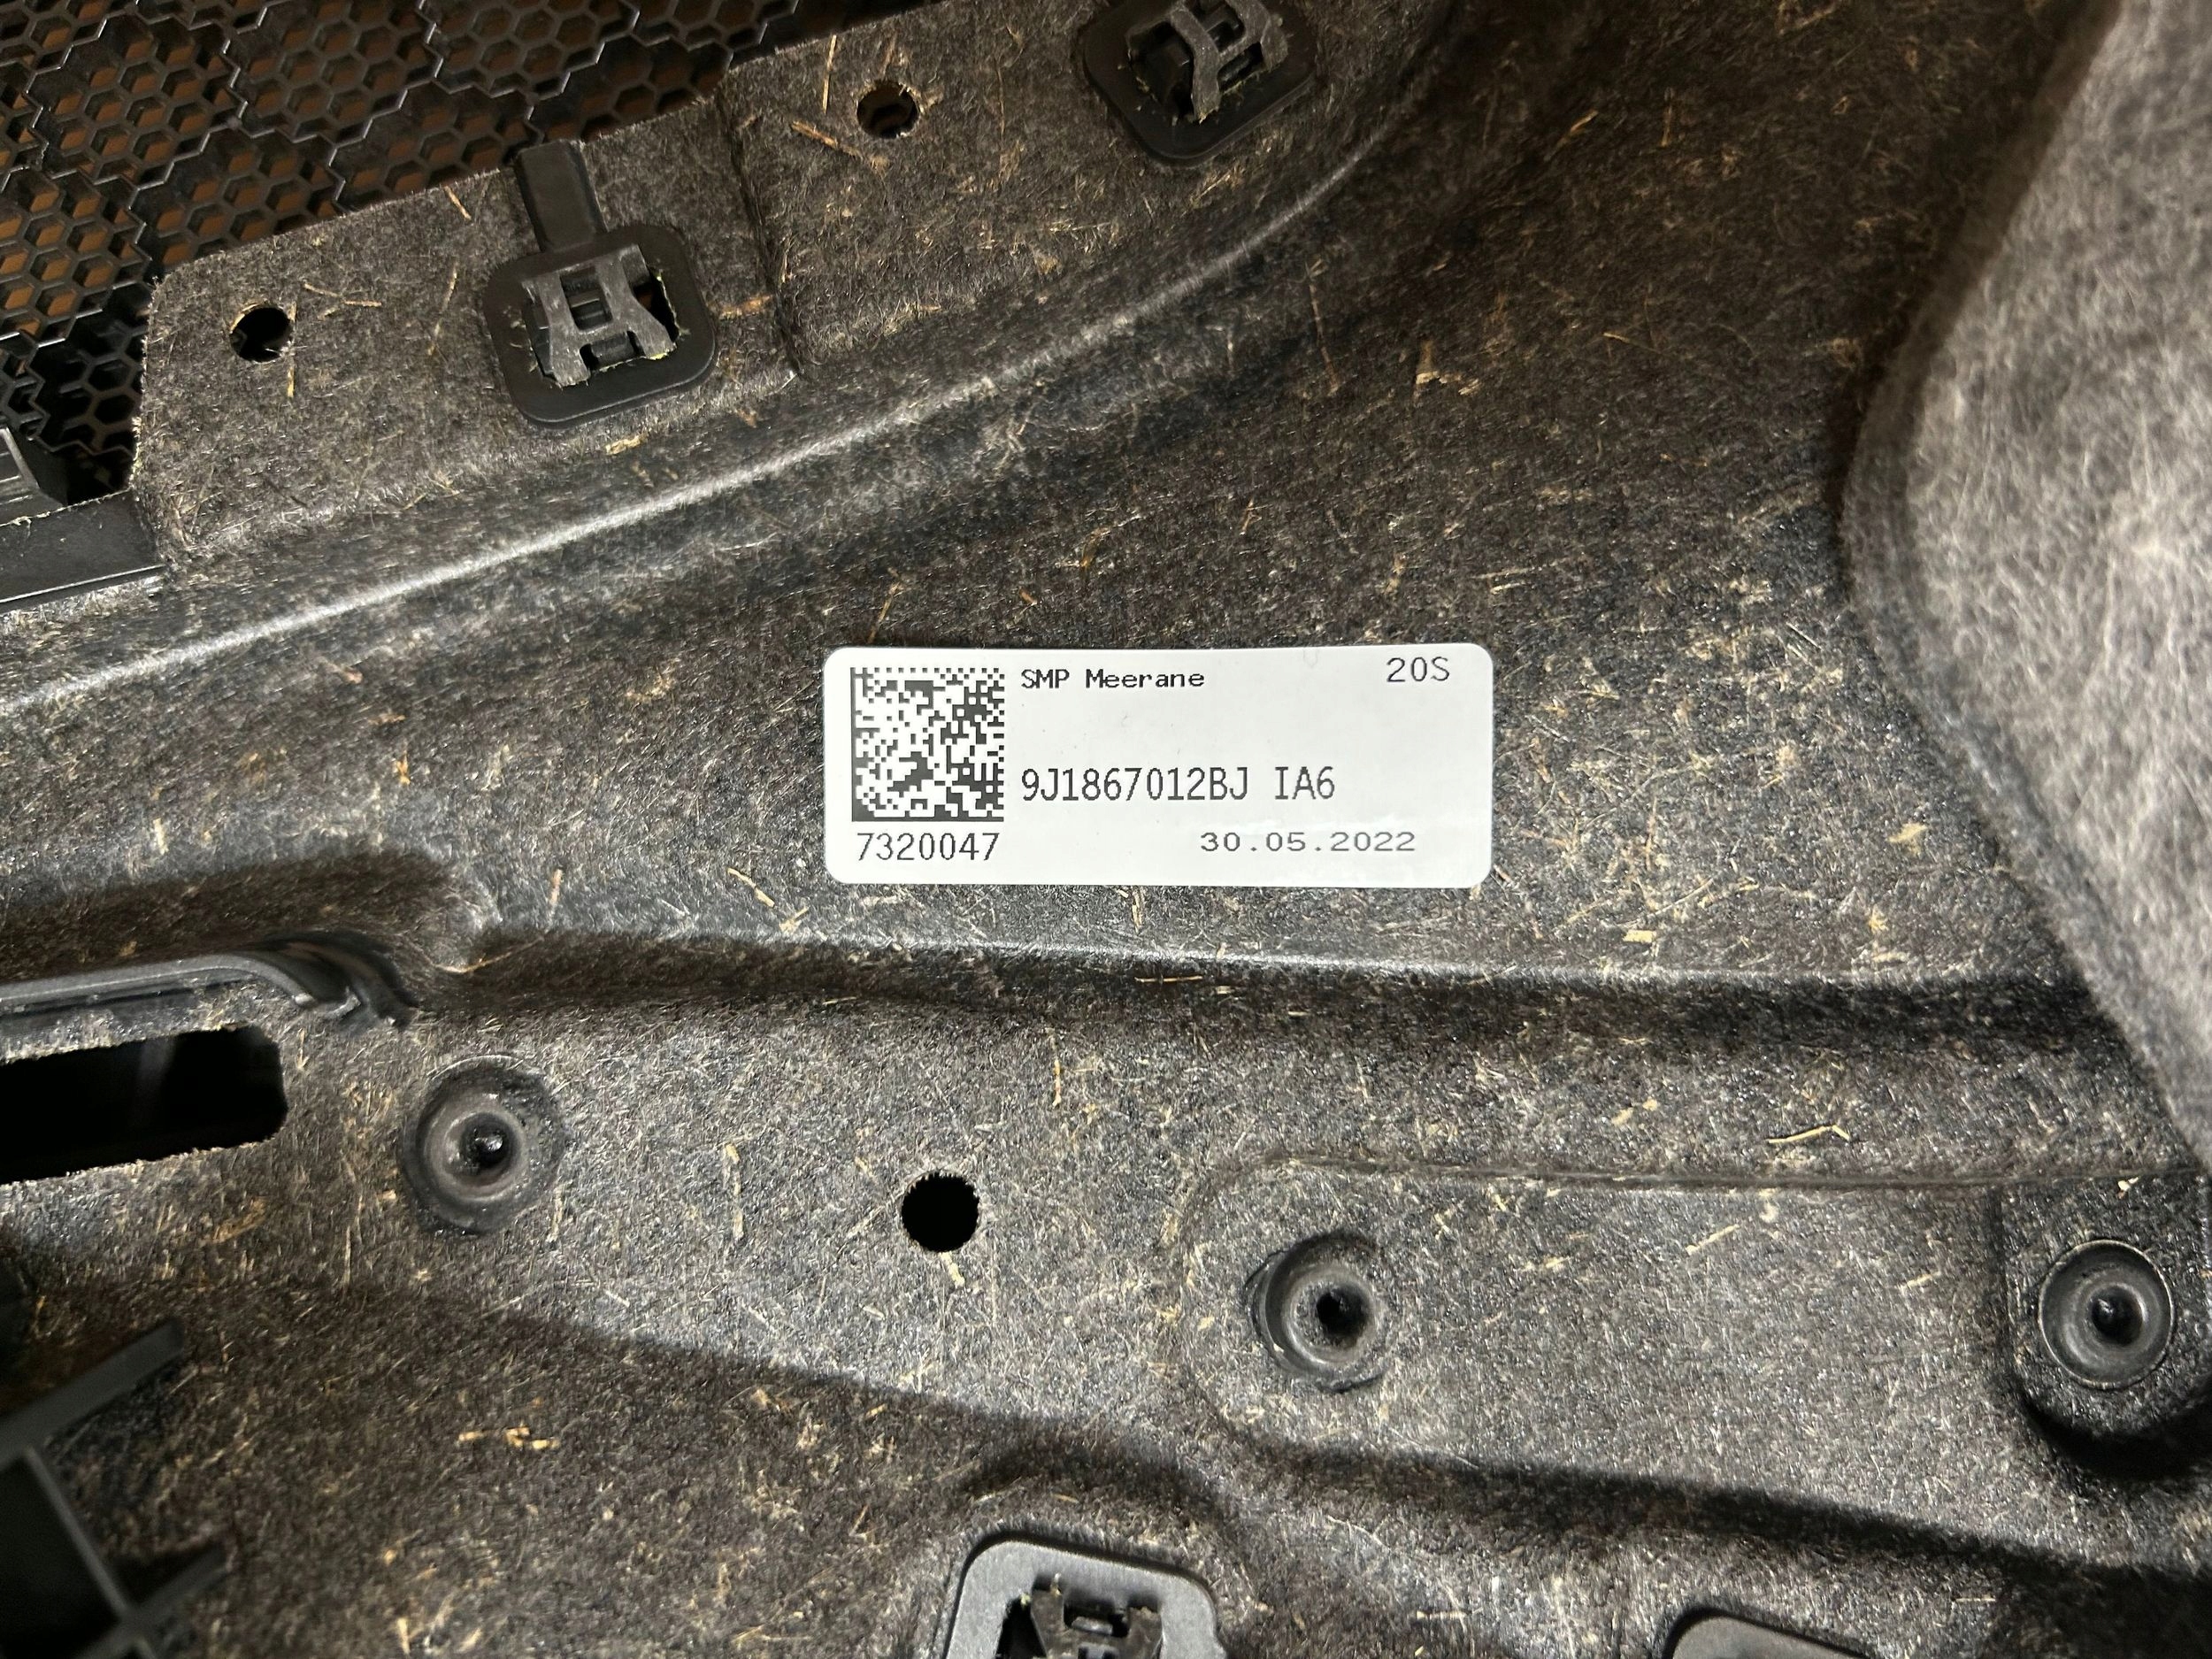 SMP Meerane 20S
9J1867012BJ IA6
7320047 30.05.2022